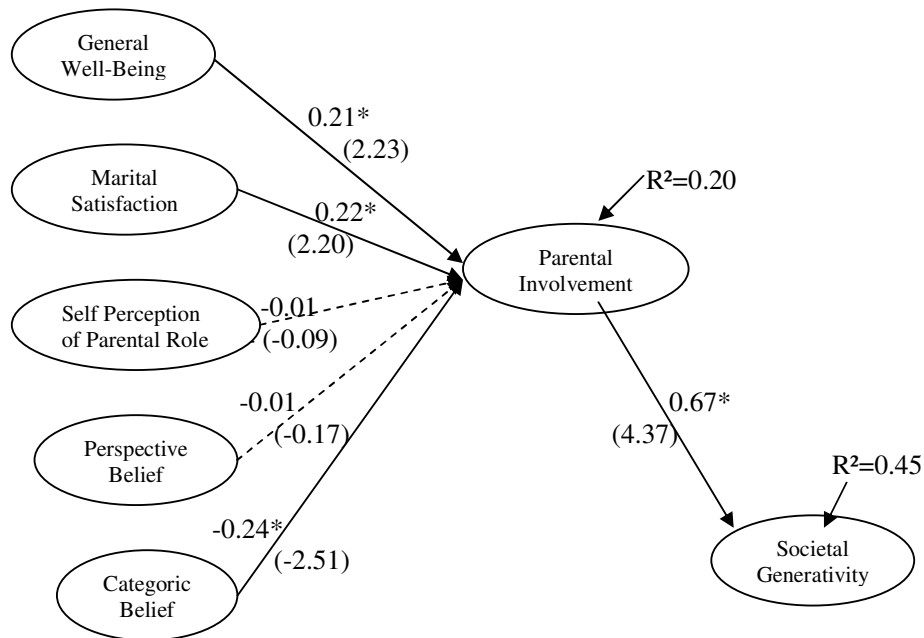 General
Well-Being
0.21*
(2.23)
Marital
Satisfaction
0.22*
(2.20)
R²=0.20
Parental
Involvement
Self Perception
of Parental Role
-0.01
(-0.09)
Perspective
Belief
-0.01
(-0.17)
0.67*
(4.37)
R²=0.45
Categoric
Belief
-0.24*
(-2.51)
Societal
Generativity